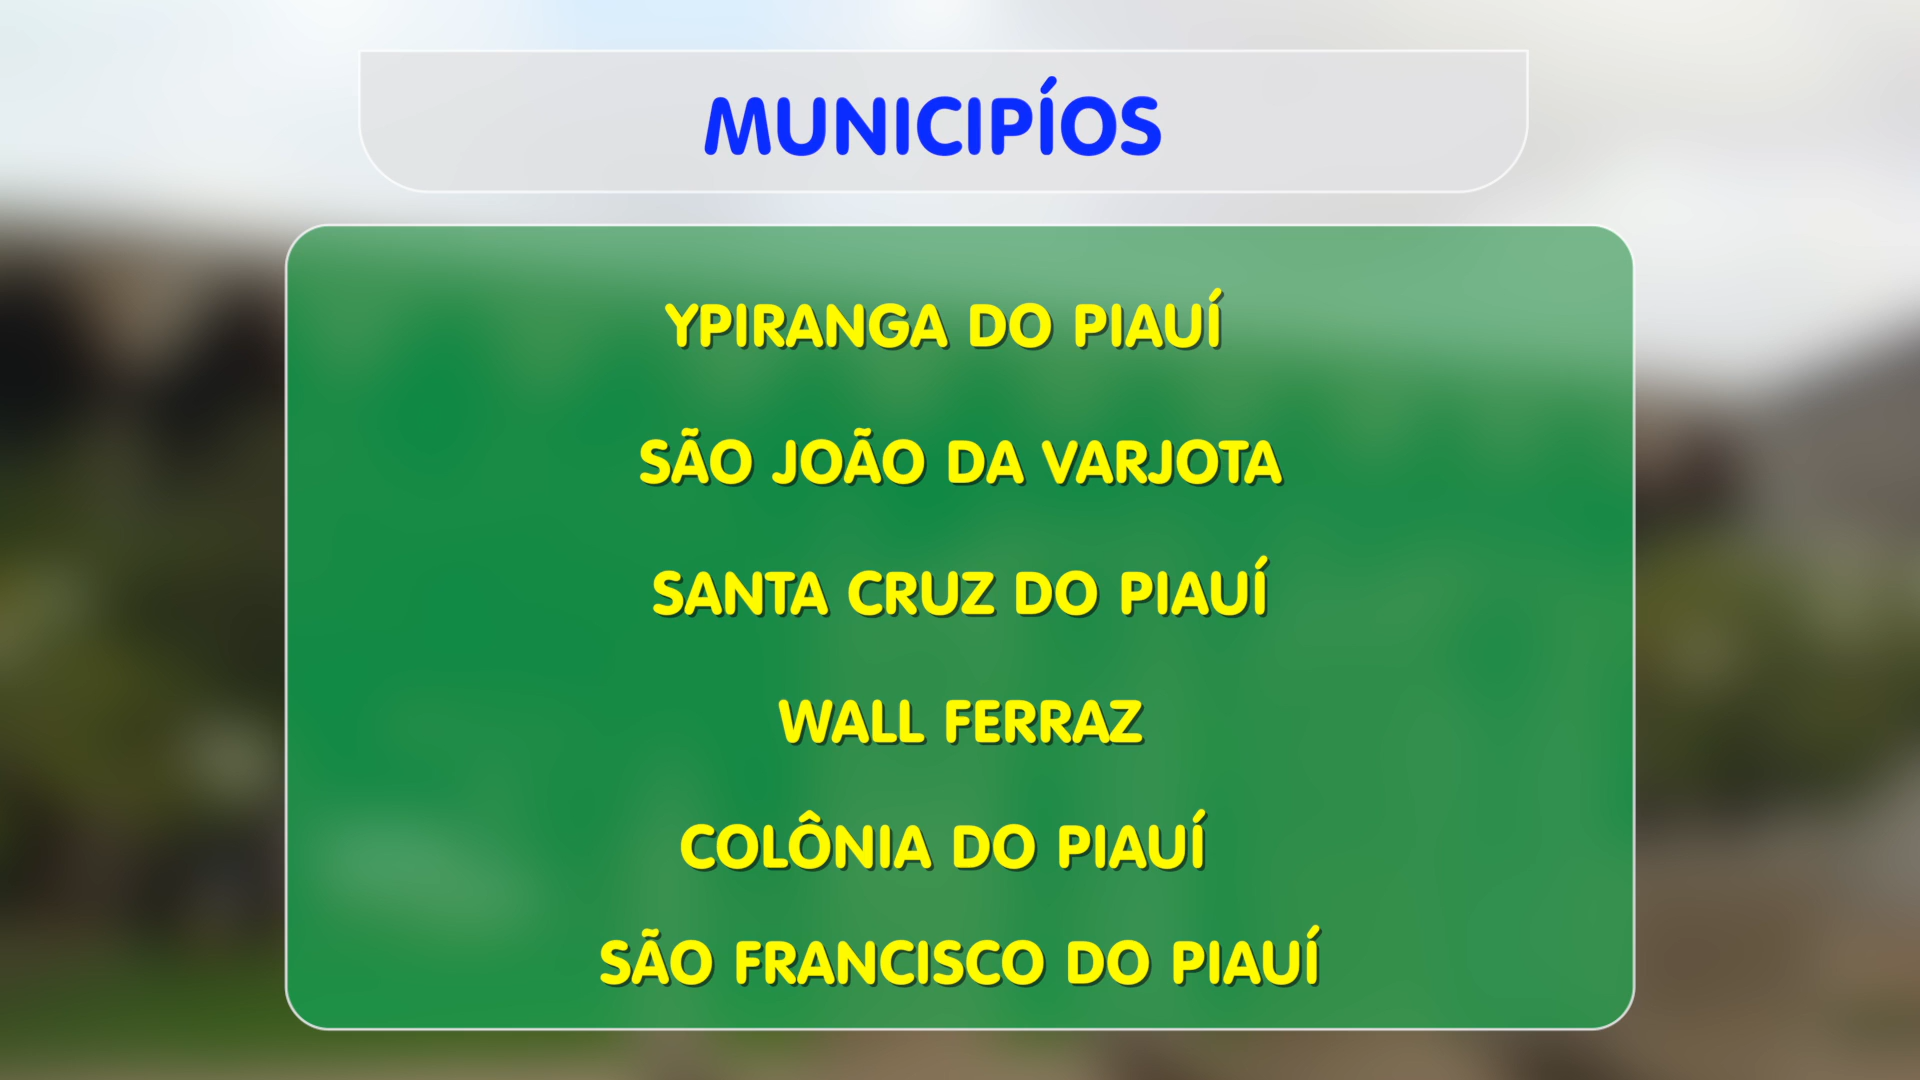 MUNICIPÍOS
YPIRANGA DO PIAUÍ
SÃO JOÃO DA VARJOTA
SANTA CRUZ DO PIAUÍ
WALL FERRAZ
COLÔNIA DO PIAUÍ
SÃO FRANCISCO DO PIAUÍ